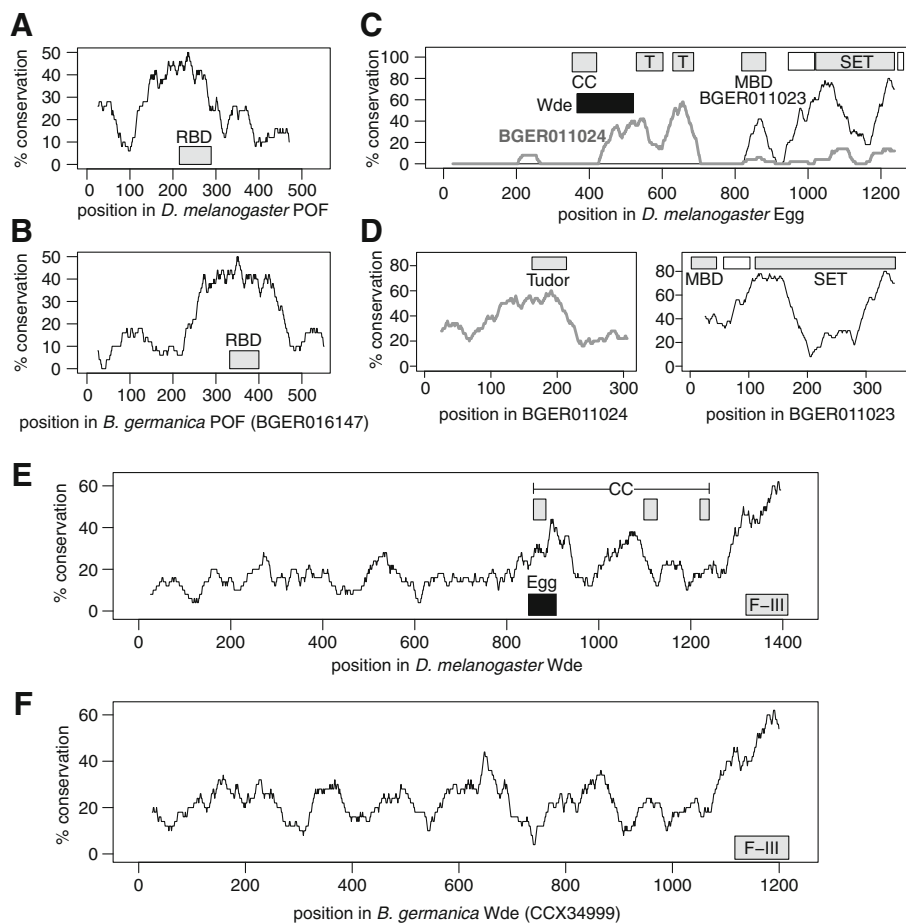 A
% conservation
50
40
30
20
10
0
RBD
0 100 200 300 400 500
position in D. melanogaster POF
B
% conservation
50
40
30
20
10
0
RBD
0 100 200 300 400 500
position in B. germanica POF (BGER016147)
C
% conservation
100
80
60
40
20
0
CC
T
T
MBD
SET
Wde
BGER011023
BGER011024
0 200 400 600 800 1000 1200
position in D. melanogaster Egg
D
% conservation
80
60
40
20
0
Tudor
0 100 200 300
position in BGER011024
80
60
40
20
0
MBD
SET
0 100 200 300
position in BGER011023
E
% conservation
60
40
20
0
CC
Egg
F–III
0 200 400 600 800 1000 1200 1400
position in D. melanogaster Wde
F
% conservation
60
40
20
0
F–III
0 200 400 600 800 1000 1200
position in B. germanica Wde (CCX34999)